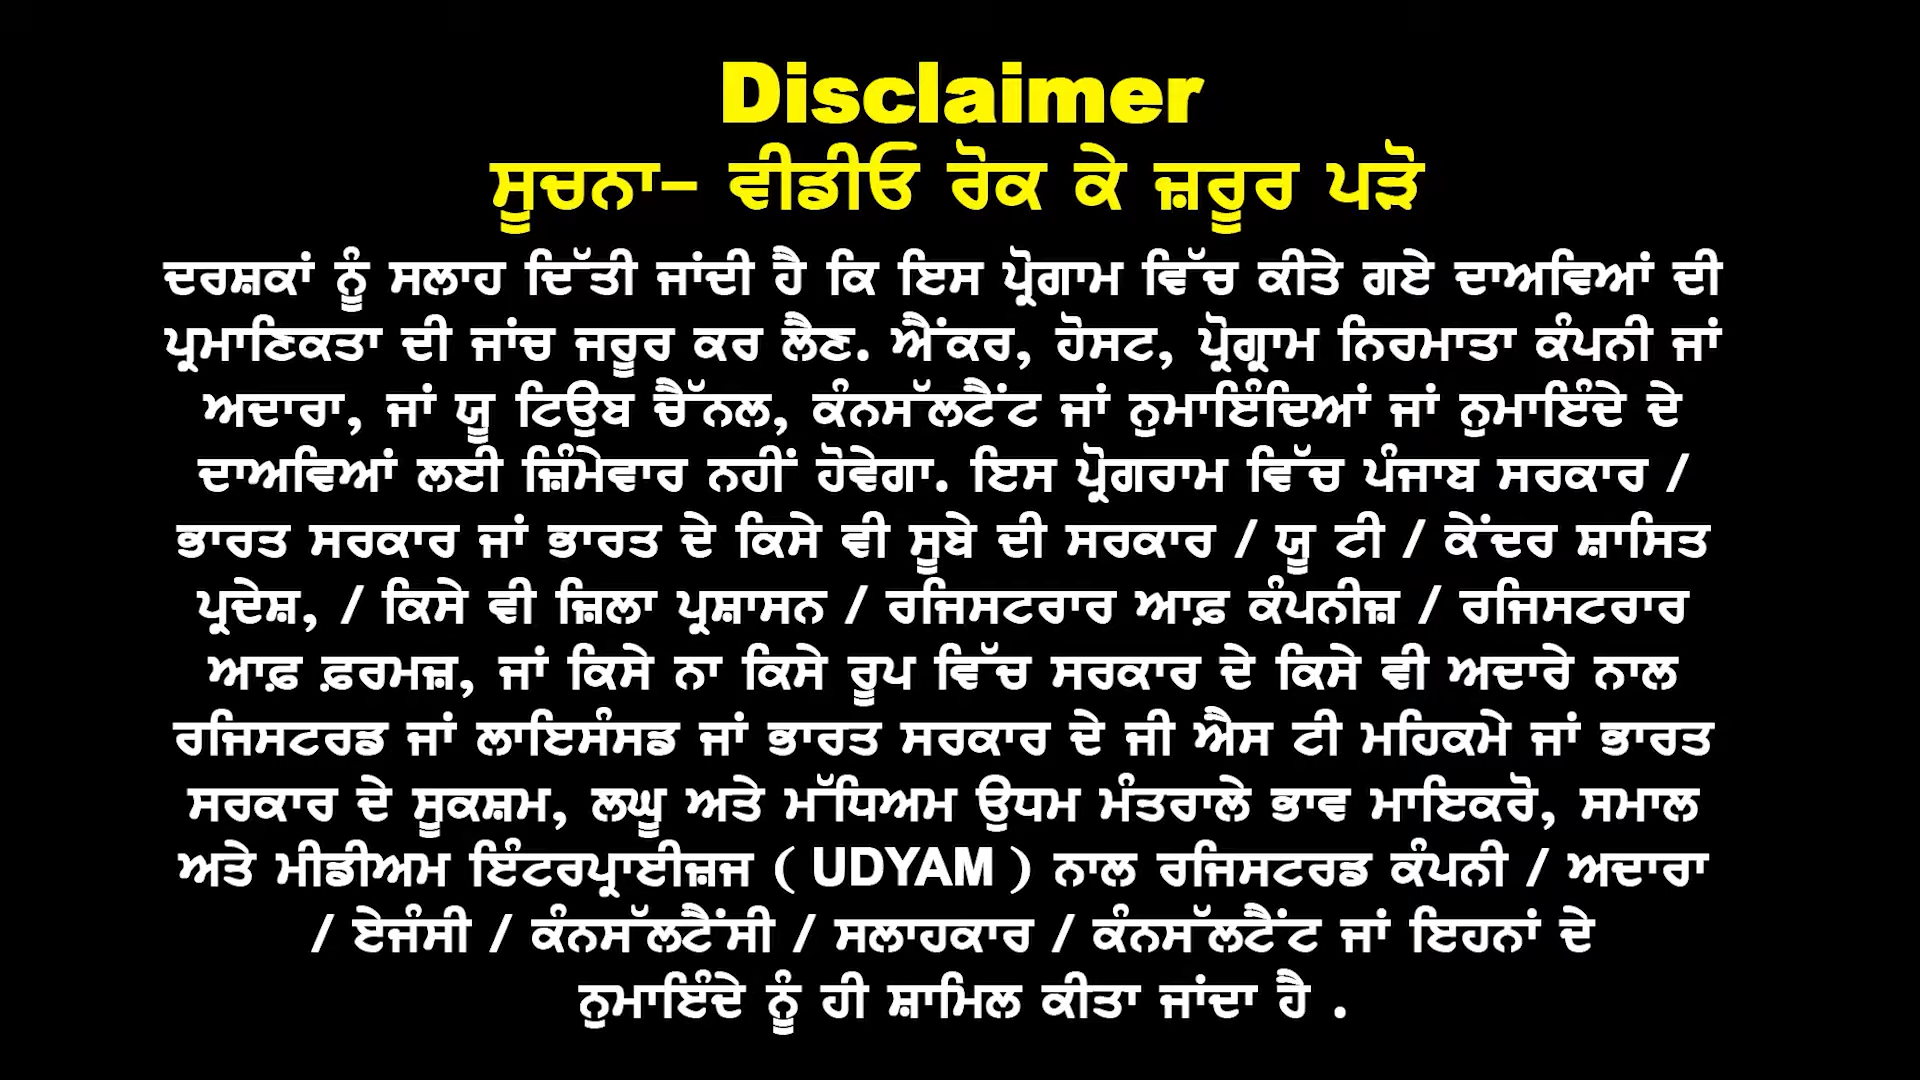 Disclaimer
ਸੂਚਨਾ- ਵੀਡੀਓ ਰੋਕ ਕੇ ਜ਼ਰੂਰ ਪੜੋ
ਦਰਸ਼ਕਾਂ ਨੂੰ ਸਲਾਹ ਦਿੱਤੀ ਜਾਂਦੀ ਹੈ ਕਿ ਇਸ ਪ੍ਰੋਗਾਮ ਵਿੱਚ ਕੀਤੇ ਗਏ ਦਾਅਵਿਆਂ ਦੀ
ਪ੍ਰਮਾਣਿਕਤਾ ਦੀ ਜਾਂਚ ਜਰੂਰ ਕਰ ਲੈਣ. ਐਂਕਰ, ਹੋਸਟ, ਪ੍ਰੋਗ੍ਰਾਮ ਨਿਰਮਾਤਾ ਕੰਪਨੀ ਜਾਂ
ਅਦਾਰਾ, ਜਾਂ ਯੂ ਟਿਊਬ ਚੈੱਨਲ, ਕੰਨਸੱਲਟੈਂਟ ਜਾਂ ਨੁਮਾਇੰਦਿਆਂ ਜਾਂ ਨੁਮਾਇੰਦੇ ਦੇ
ਦਾਅਵਿਆਂ ਲਈ ਜ਼ਿੰਮੇਵਾਰ ਨਹੀਂ ਹੋਵੇਗਾ. ਇਸ ਪ੍ਰੋਗਰਾਮ ਵਿੱਚ ਪੰਜਾਬ ਸਰਕਾਰ /
ਭਾਰਤ ਸਰਕਾਰ ਜਾਂ ਭਾਰਤ ਦੇ ਕਿਸੇ ਵੀ ਸੂਬੇ ਦੀ ਸਰਕਾਰ / ਯੂ ਟੀ / ਕੇਂਦਰ ਸ਼ਾਸਿਤ
ਪ੍ਰਦੇਸ਼, / ਕਿਸੇ ਵੀ ਜ਼ਿਲਾ ਪ੍ਰਸ਼ਾਸਨ / ਰਜਿਸਟਰਾਰ ਆਫ਼ ਕੰਪਨੀਜ਼ / ਰਜਿਸਟਰਾਰ
ਆਫ਼ ਫ਼ਰਮਜ਼, ਜਾਂ ਕਿਸੇ ਨਾ ਕਿਸੇ ਰੂਪ ਵਿੱਚ ਸਰਕਾਰ ਦੇ ਕਿਸੇ ਵੀ ਅਦਾਰੇ ਨਾਲ
ਰਜਿਸਟਰਡ ਜਾਂ ਲਾਇਸੰਸਡ ਜਾਂ ਭਾਰਤ ਸਰਕਾਰ ਦੇ ਜੀ ਐਸ ਟੀ ਮਹਿਕਮੇ ਜਾਂ ਭਾਰਤ
ਸਰਕਾਰ ਦੇ ਸੂਕਸ਼ਮ, ਲਘੂ ਅਤੇ ਮੱਧਿਅਮ ਉਧਮ ਮੰਤਰਾਲੇ ਭਾਵ ਮਾਇਕਰੋ, ਸਮਾਲ
ਅਤੇ ਮੀਡੀਅਮ ਇੰਟਰਪ੍ਰਾਈਜ਼ਜ ( UDYAM ) ਨਾਲ ਰਜਿਸਟਰਡ ਕੰਪਨੀ / ਅਦਾਰਾ
/ ਏਜੰਸੀ / ਕੰਨਸੱਲਟੈਂਸੀ / ਸਲਾਹਕਾਰ / ਕੰਨਸੱਲਟੈਂਟ ਜਾਂ ਇਹਨਾਂ ਦੇ
ਨੁਮਾਇੰਦੇ ਨੂੰ ਹੀ ਸ਼ਾਮਿਲ ਕੀਤਾ ਜਾਂਦਾ ਹੈ .